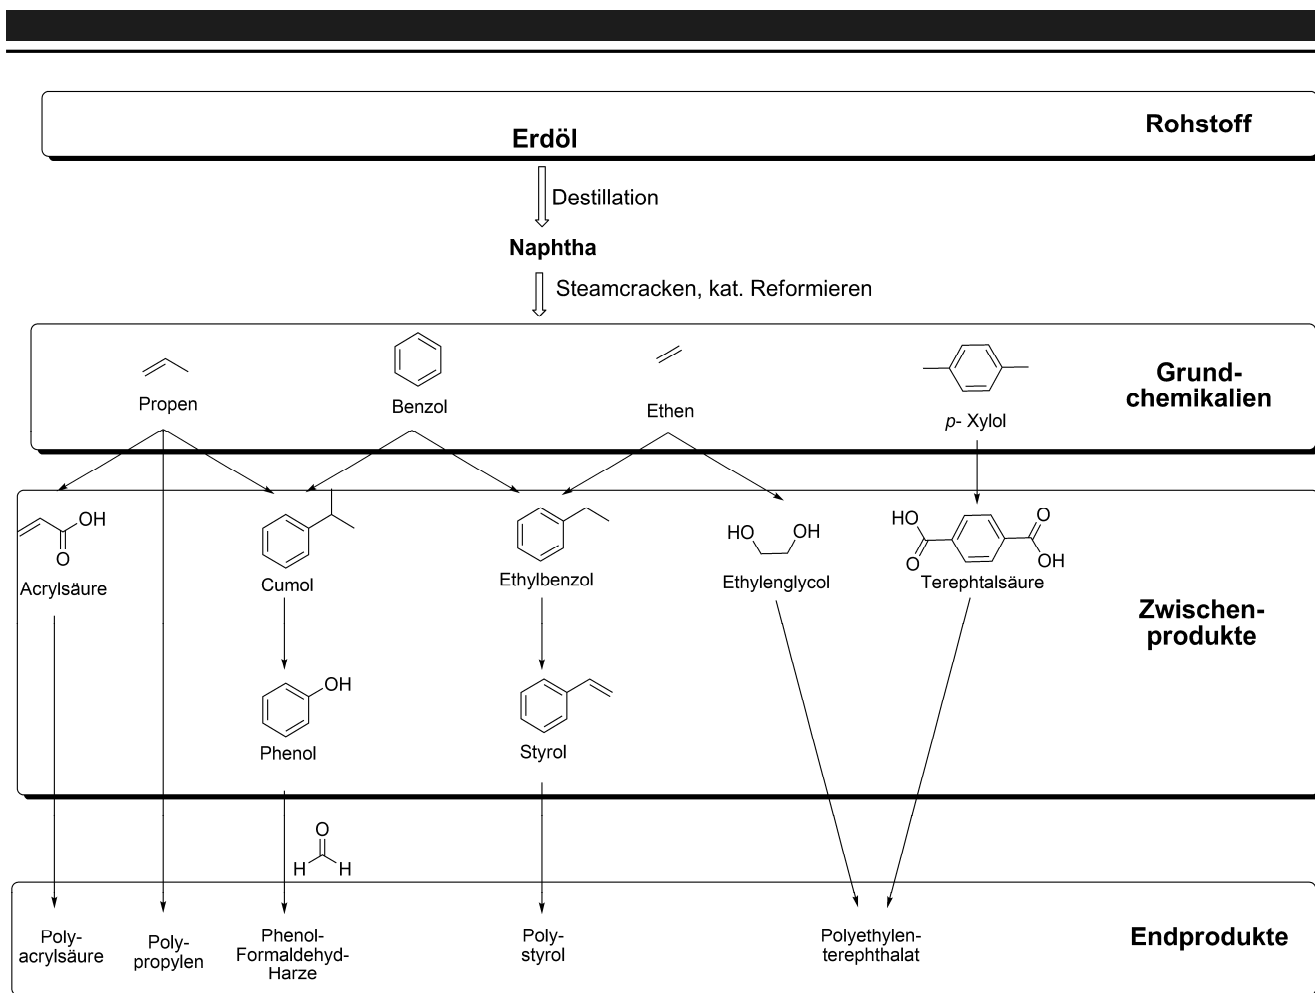 Rohstoff
Erdöl
Destillation
Naphtha
Steamcracken, kat. Reformieren
Propen
Benzol
Ethen
p- Xylol
Grund-
chemikalien
OH
O
Acrylsäure
Cumol
Ethylbenzol
HO
OH
Ethylenglycol
HO
O
O
OH
Terephtalsäure
Zwischen-
produkte
OH
Phenol
Styrol
O
H H
Poly-
acrylsäure
Poly-
propylen
Phenol-
Formaldehyd-
Harze
Poly-
styrol
Polyethylen-
terephthalat
Endprodukte